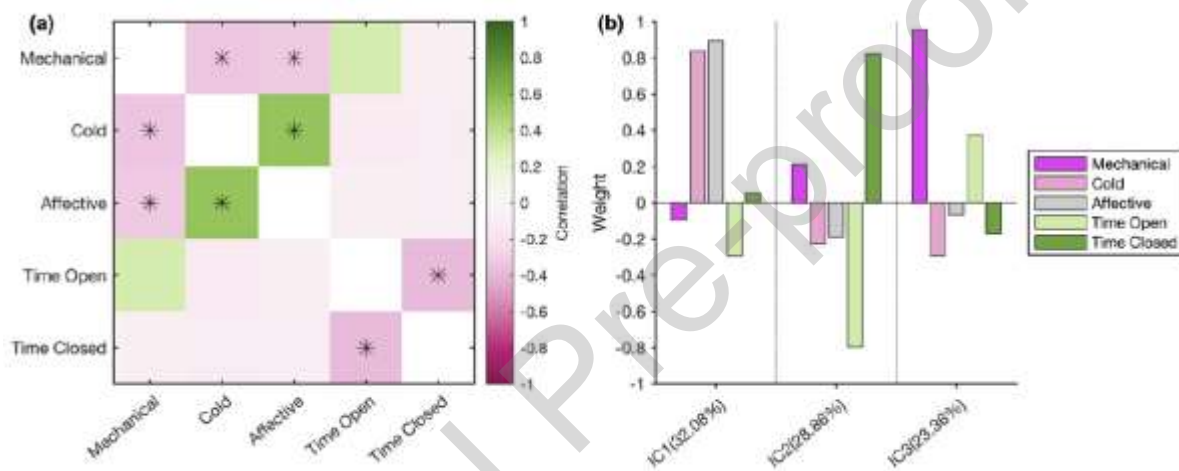 (a)
Mechanical
Cold
Affective
Time Open
Time Closed
Mechanical
Cold
Affective
Time Open
Time Closed
1
0.8
0.6
0.4
0.2
0
-0.2
-0.4
-0.6
-0.8
-1
Correlation
(b)
1
0.8
0.6
0.4
0.2
0
-0.2
-0.4
-0.6
-0.8
-1
Weight
IC1(32.08%)
IC2(28.86%)
IC3(23.36%)
Mechanical
Cold
Affective
Time Open
Time Closed
l Pre-proo